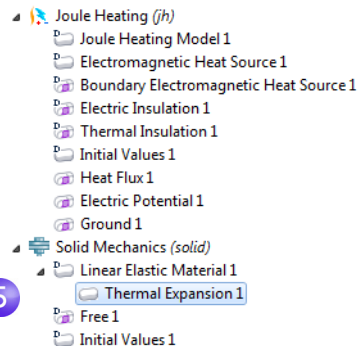 Joule Heating (jh)
D Joule Heating Model 1
D Electromagnetic Heat Source 1
D Boundary Electromagnetic Heat Source 1
D Electric Insulation 1
D Thermal Insulation 1
D Initial Values 1
Heat Flux 1
Electric Potential 1
Ground 1
Solid Mechanics (solid)
D Linear Elastic Material 1
5 Thermal Expansion 1
D Free 1
D Initial Values 1